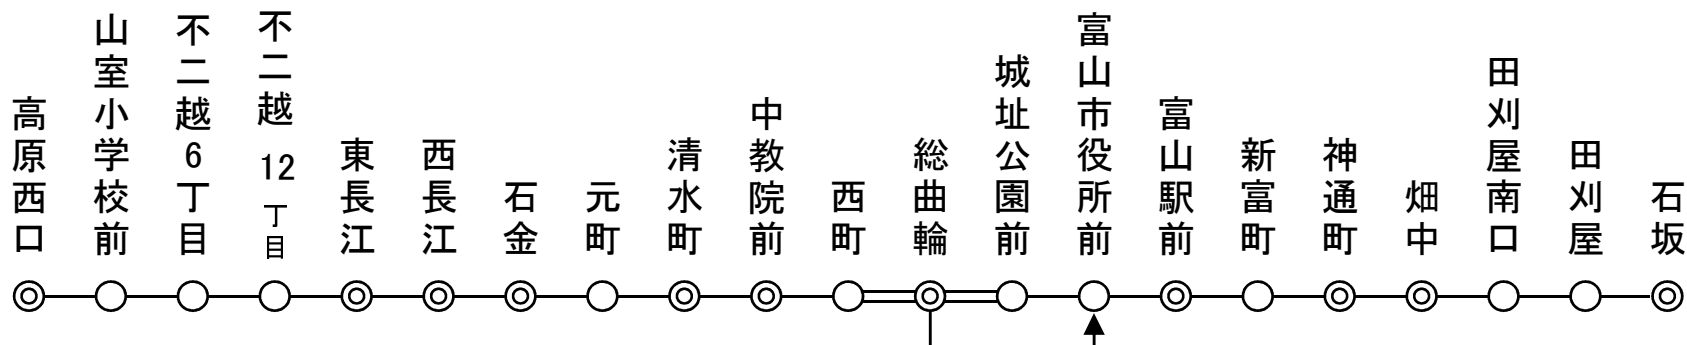 高原西口
山室小学校前
不二越6丁目
不二越12丁目
東長江
西長江
石金
元町
清水町
中教院前
西町
総曲輪
城址公園前
富山市役所前
富山駅前
新富町
神通町
畑中
田刈屋南口
田刈屋
石坂